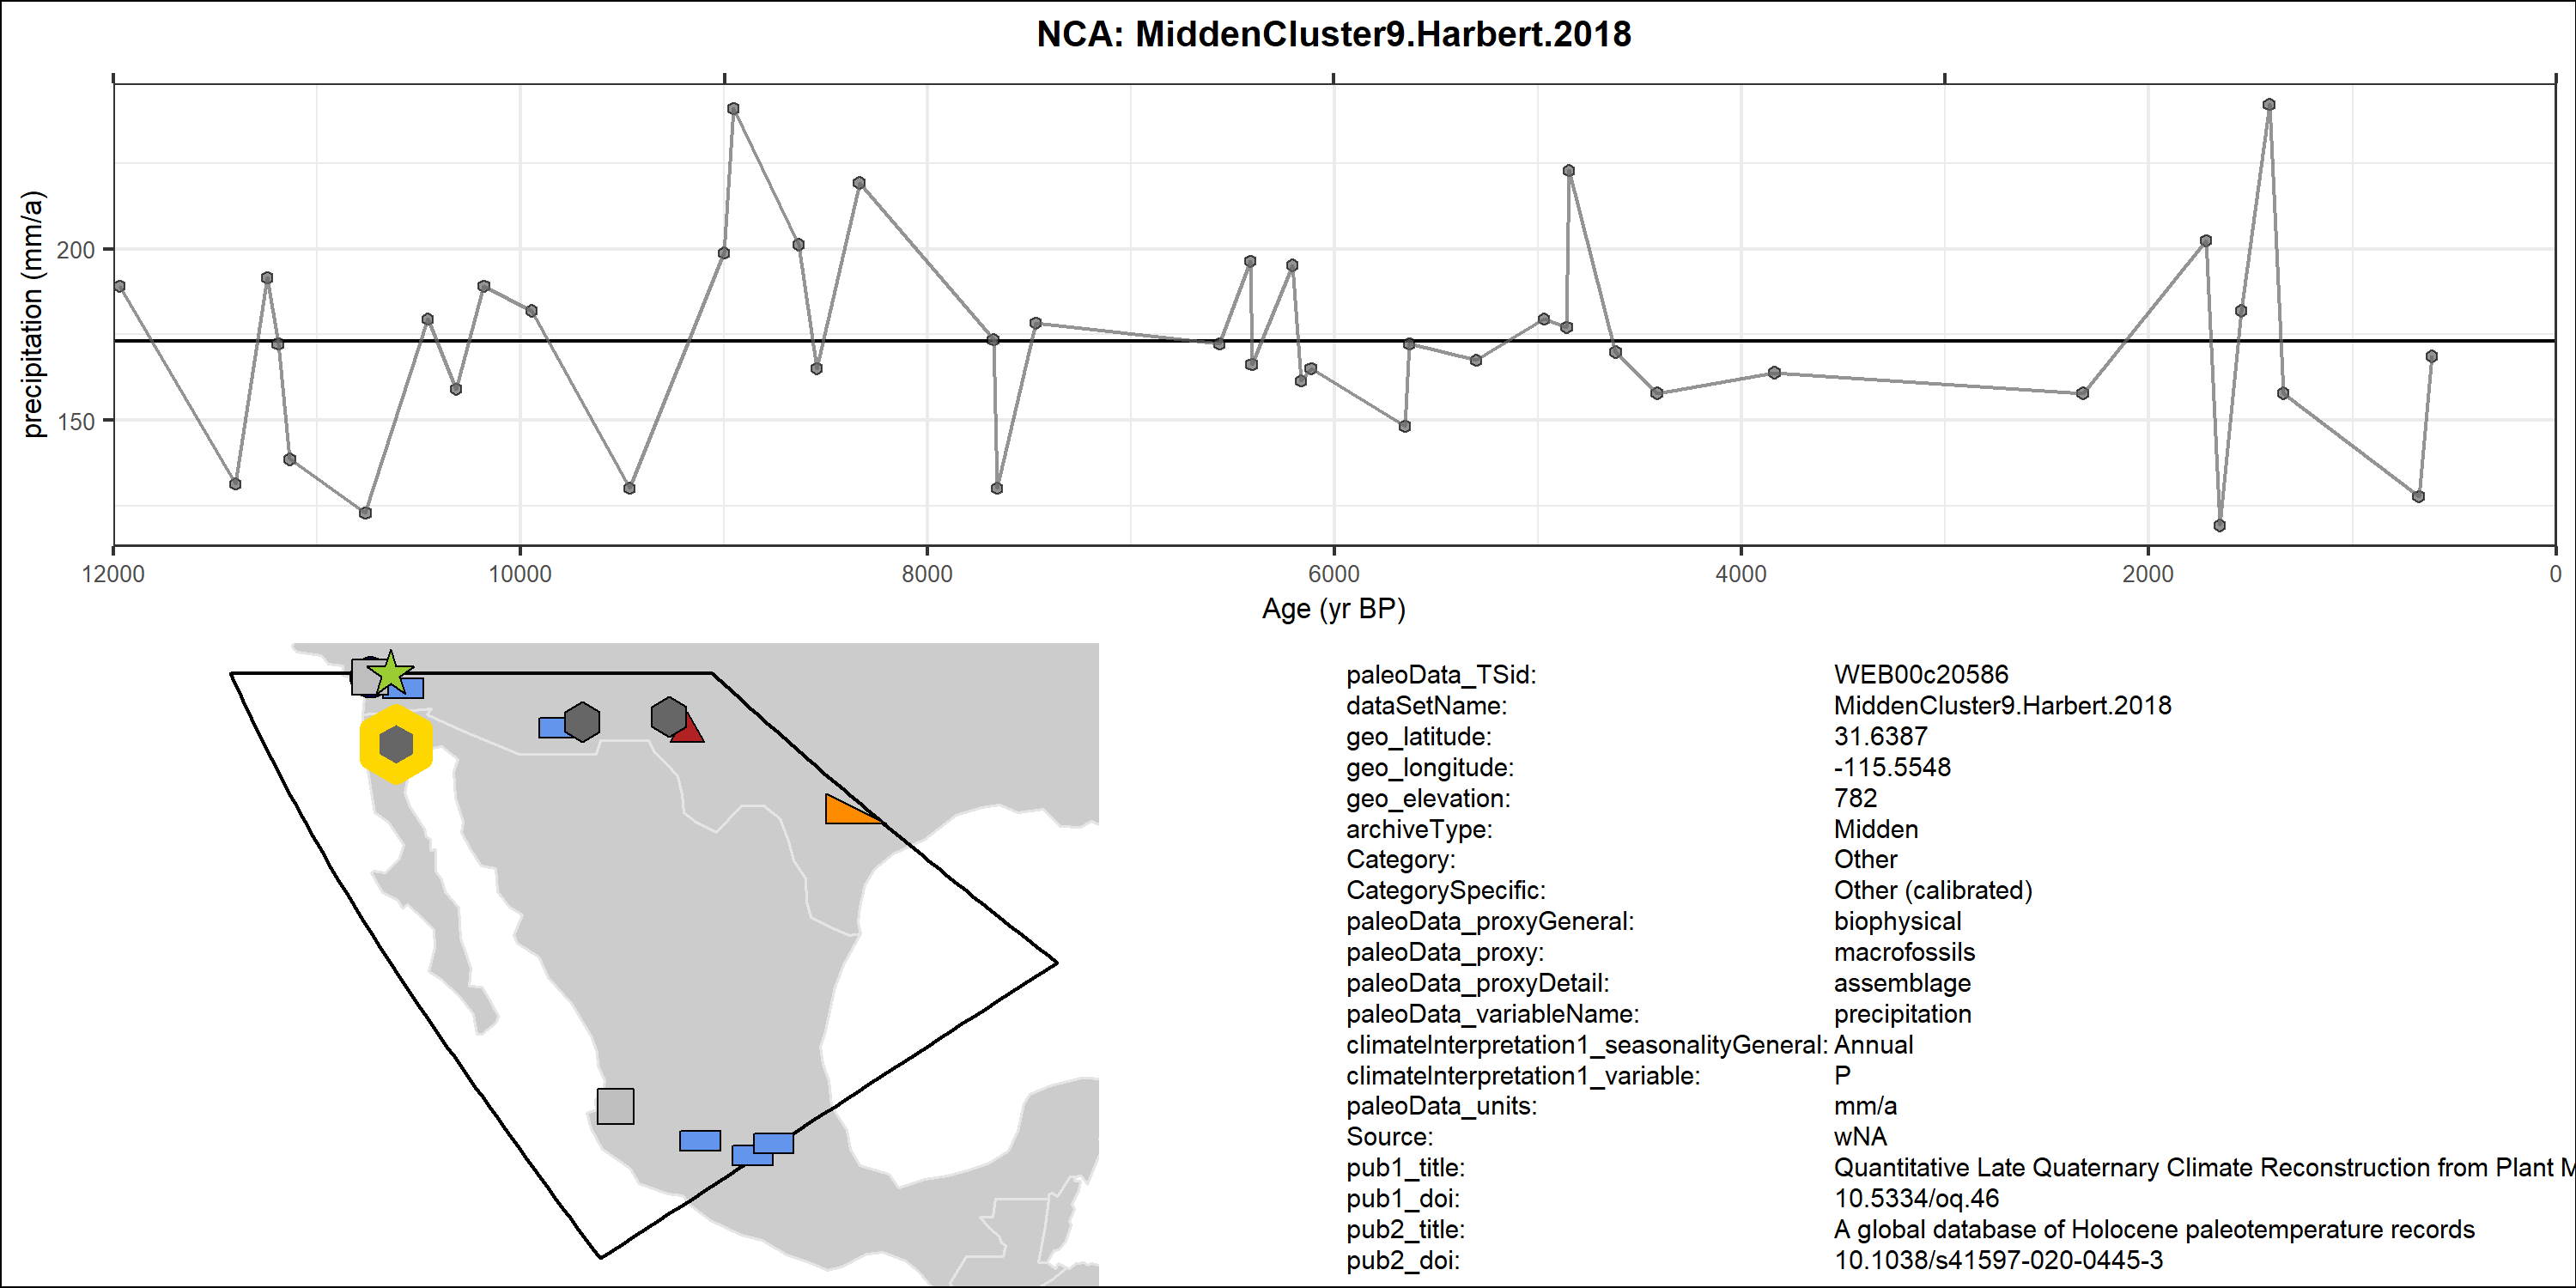 NCA: MiddenCluster9.Harbert.2018
precipitation (mm/a)
200
150
12000 10000 8000 6000 4000 2000 0
Age (yr BP)
paleoData_TSid: WEB00c20586
dataSetName: MiddenCluster9.Harbert.2018
geo_latitude: 31.6387
geo_longitude: -115.5548
geo_elevation: 782
archiveType: Midden
Category: Other
CategorySpecific: Other (calibrated)
paleoData_proxyGeneral: biophysical
paleoData_proxy: macrofossils
paleoData_proxyDetail: assemblage
paleoData_variableName: precipitation
climateInterpretation1_seasonalityGeneral: Annual
climateInterpretation1_variable: P
paleoData_units: mm/a
Source: wNA
pub1_title: Quantitative Late Quaternary Climate Reconstruction from Plant M
pub1_doi: 10.5334/oq.46
pub2_title: A global database of Holocene paleotemperature records
pub2_doi: 10.1038/s41597-020-0445-3